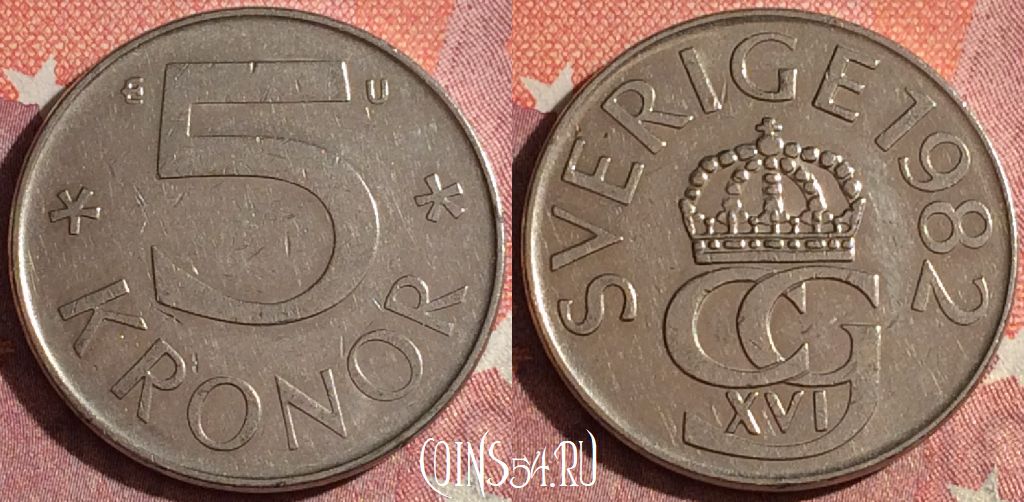 5 U
* *
KRONOR
SVERIGE 1982
CG
XVI
COINS54.RU